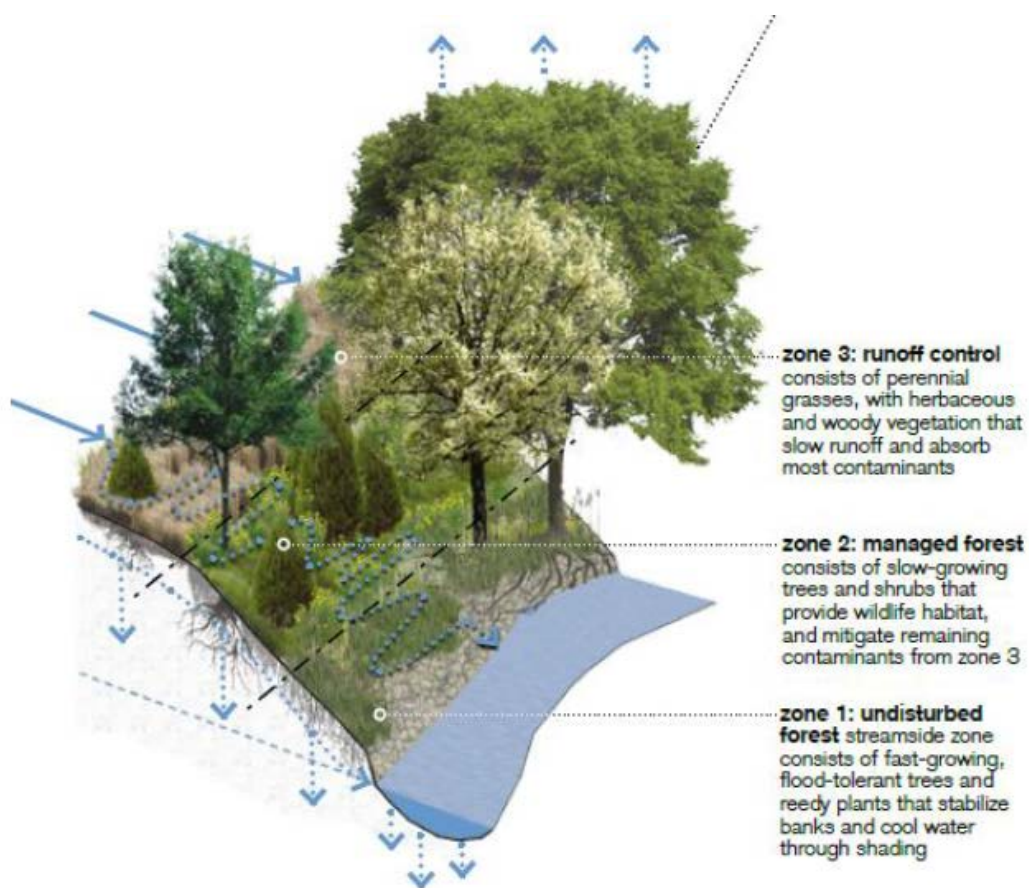 zone 3: runoff control
consists of perennial
grasses, with herbaceous
and woody vegetation that
slow runoff and absorb
most contaminants
zone 2: managed forest
consists of slow-growing
trees and shrubs that
provide wildlife habitat,
and mitigate remaining
contaminants from zone 3
zone 1: undisturbed
forest streamside zone
consists of fast-growing,
flood-tolerant trees and
reedy plants that stabilize
banks and cool water
through shading